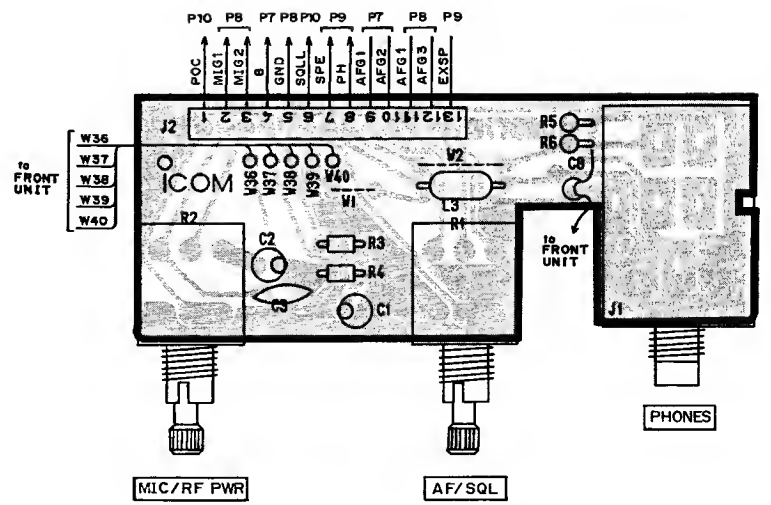 P10 P8 P7 P8 P10 P9 P7 P8 P9
POC MIG1 MIG2 8 GND SQLL SPE PH AFG1 AFG2 AFG1 AFG3 EXSP
J2 1 2 3 4 5 6 7 8 9 10 11 12 13
to FRONT UNIT
W36
W37
W38
W39
W40
ICOM
W36 W37 W38 W39 W40
W1
W2
L3
R5
R6
C8
to FRONT UNIT
R2
R1
C2
R3
R4
C3
C1
J1
MIC/RF PWR
AF/SQL
PHONES